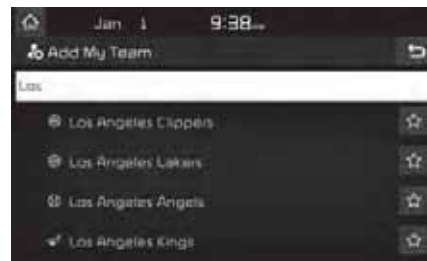 Jan 1 9:38
Add My Team
Los
Los Angeles Clippers
Los Angeles Lakers
Los Angeles Angels
Los Angeles Kings